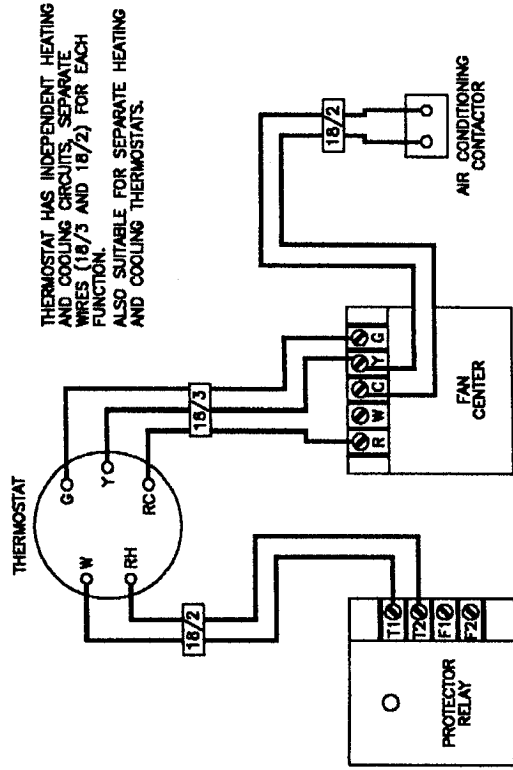 THERMOSTAT HAS INDEPENDENT HEATING
AND COOLING CIRCUITS, SEPARATE
WIRES (18/3 AND 18/2) FOR EACH
FUNCTION.
ALSO SUITABLE FOR SEPARATE HEATING
AND COOLING THERMOSTATS.
THERMOSTAT
W
RH
G
Y
RC
18/2
18/3
18/2
PROTECTOR
RELAY
T1
T2
F1
F2
R
W
C
Y
G
FAN
CENTER
AIR CONDITIONING
CONTACTOR